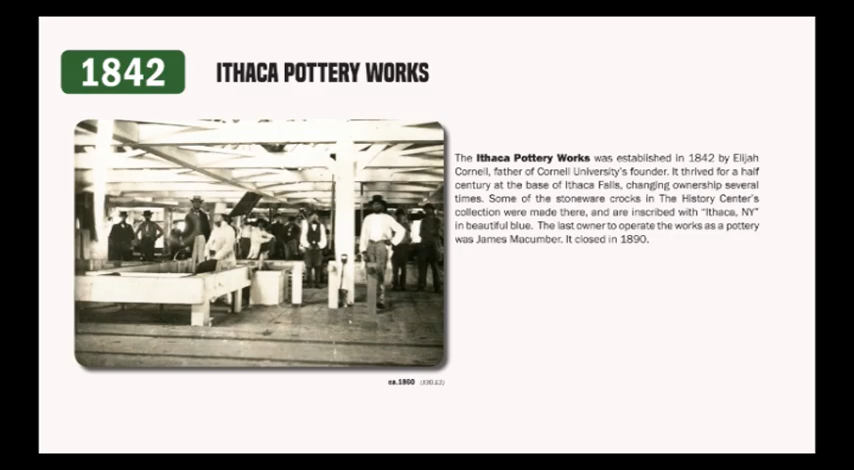 1842
ITHACA POTTERY WORKS
The Ithaca Pottery Works was established in 1842 by Elijah
Cornell, father of Cornell University's founder. It thrived for a half
century at the base of Ithaca Falls, changing ownership several
times. Some of the stoneware crocks in The History Center's
collection were made there, and are inscribed with "Ithaca, NY"
in beautiful blue. The last owner to operate the works as a pottery
was James Macumber. It closed in 1890.
ca.1860